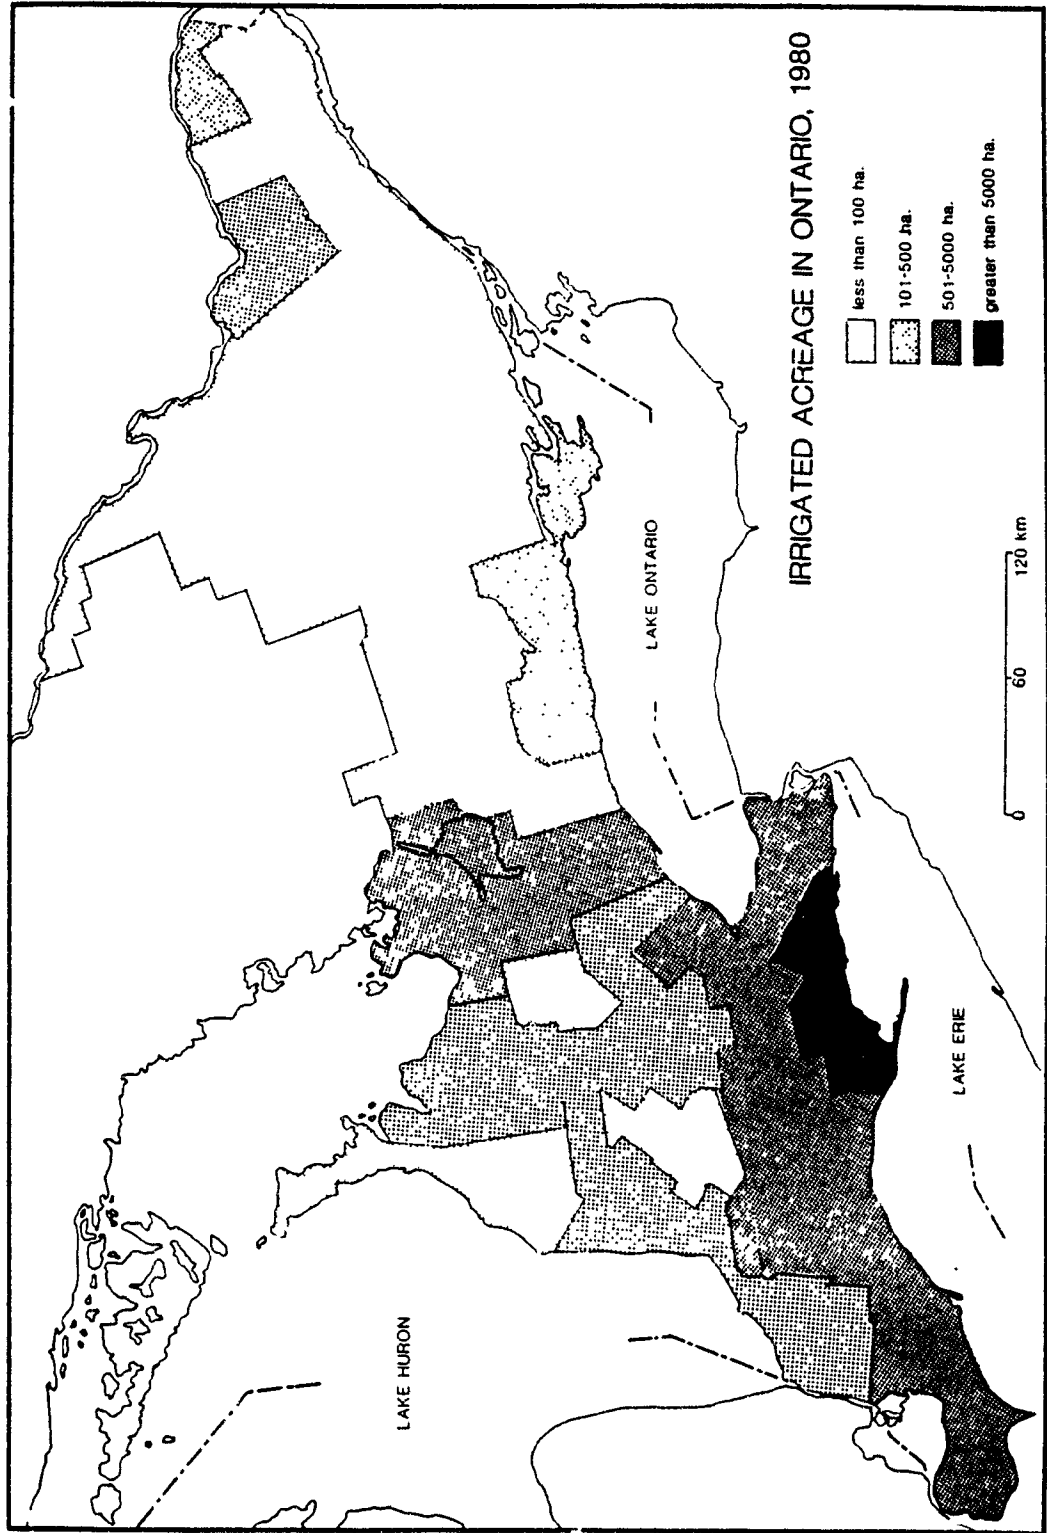 IRRIGATED ACREAGE IN ONTARIO, 1980
less than 100 ha.
101-500 ha.
501-5000 ha.
greater than 5000 ha.
LAKE HURON
LAKE ONTARIO
LAKE ERIE
0 60 120 km